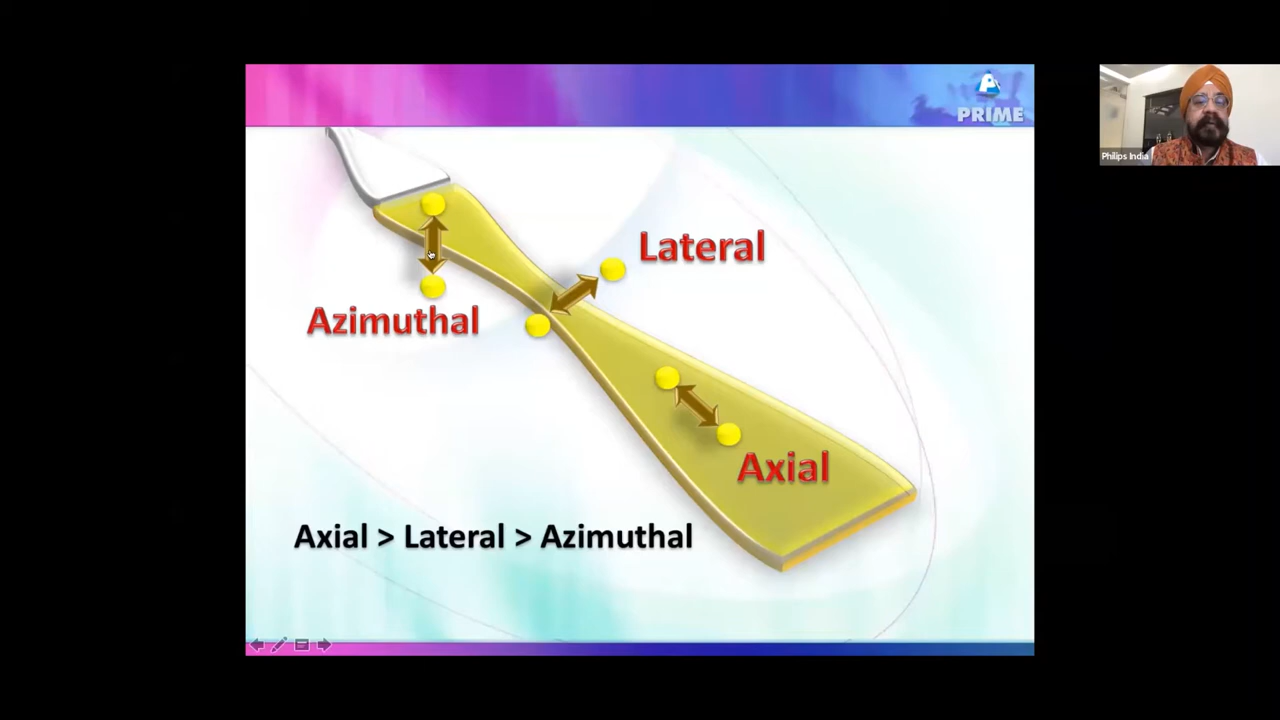 PRIME
Philips India
Lateral
Azimuthal
Axial
Axial > Lateral > Azimuthal